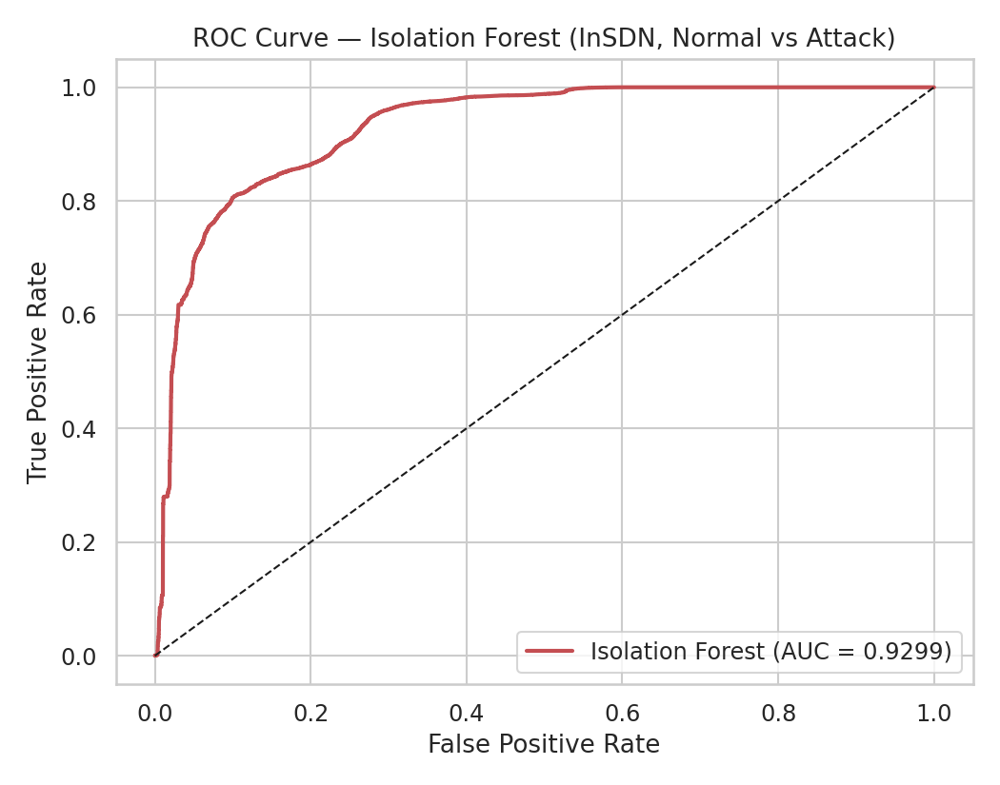 ROC Curve — Isolation Forest (InSDN, Normal vs Attack)
1.0
0.8
0.6
0.4
0.2
0.0
True Positive Rate
Isolation Forest (AUC = 0.9299)
0.0 0.2 0.4 0.6 0.8 1.0
False Positive Rate